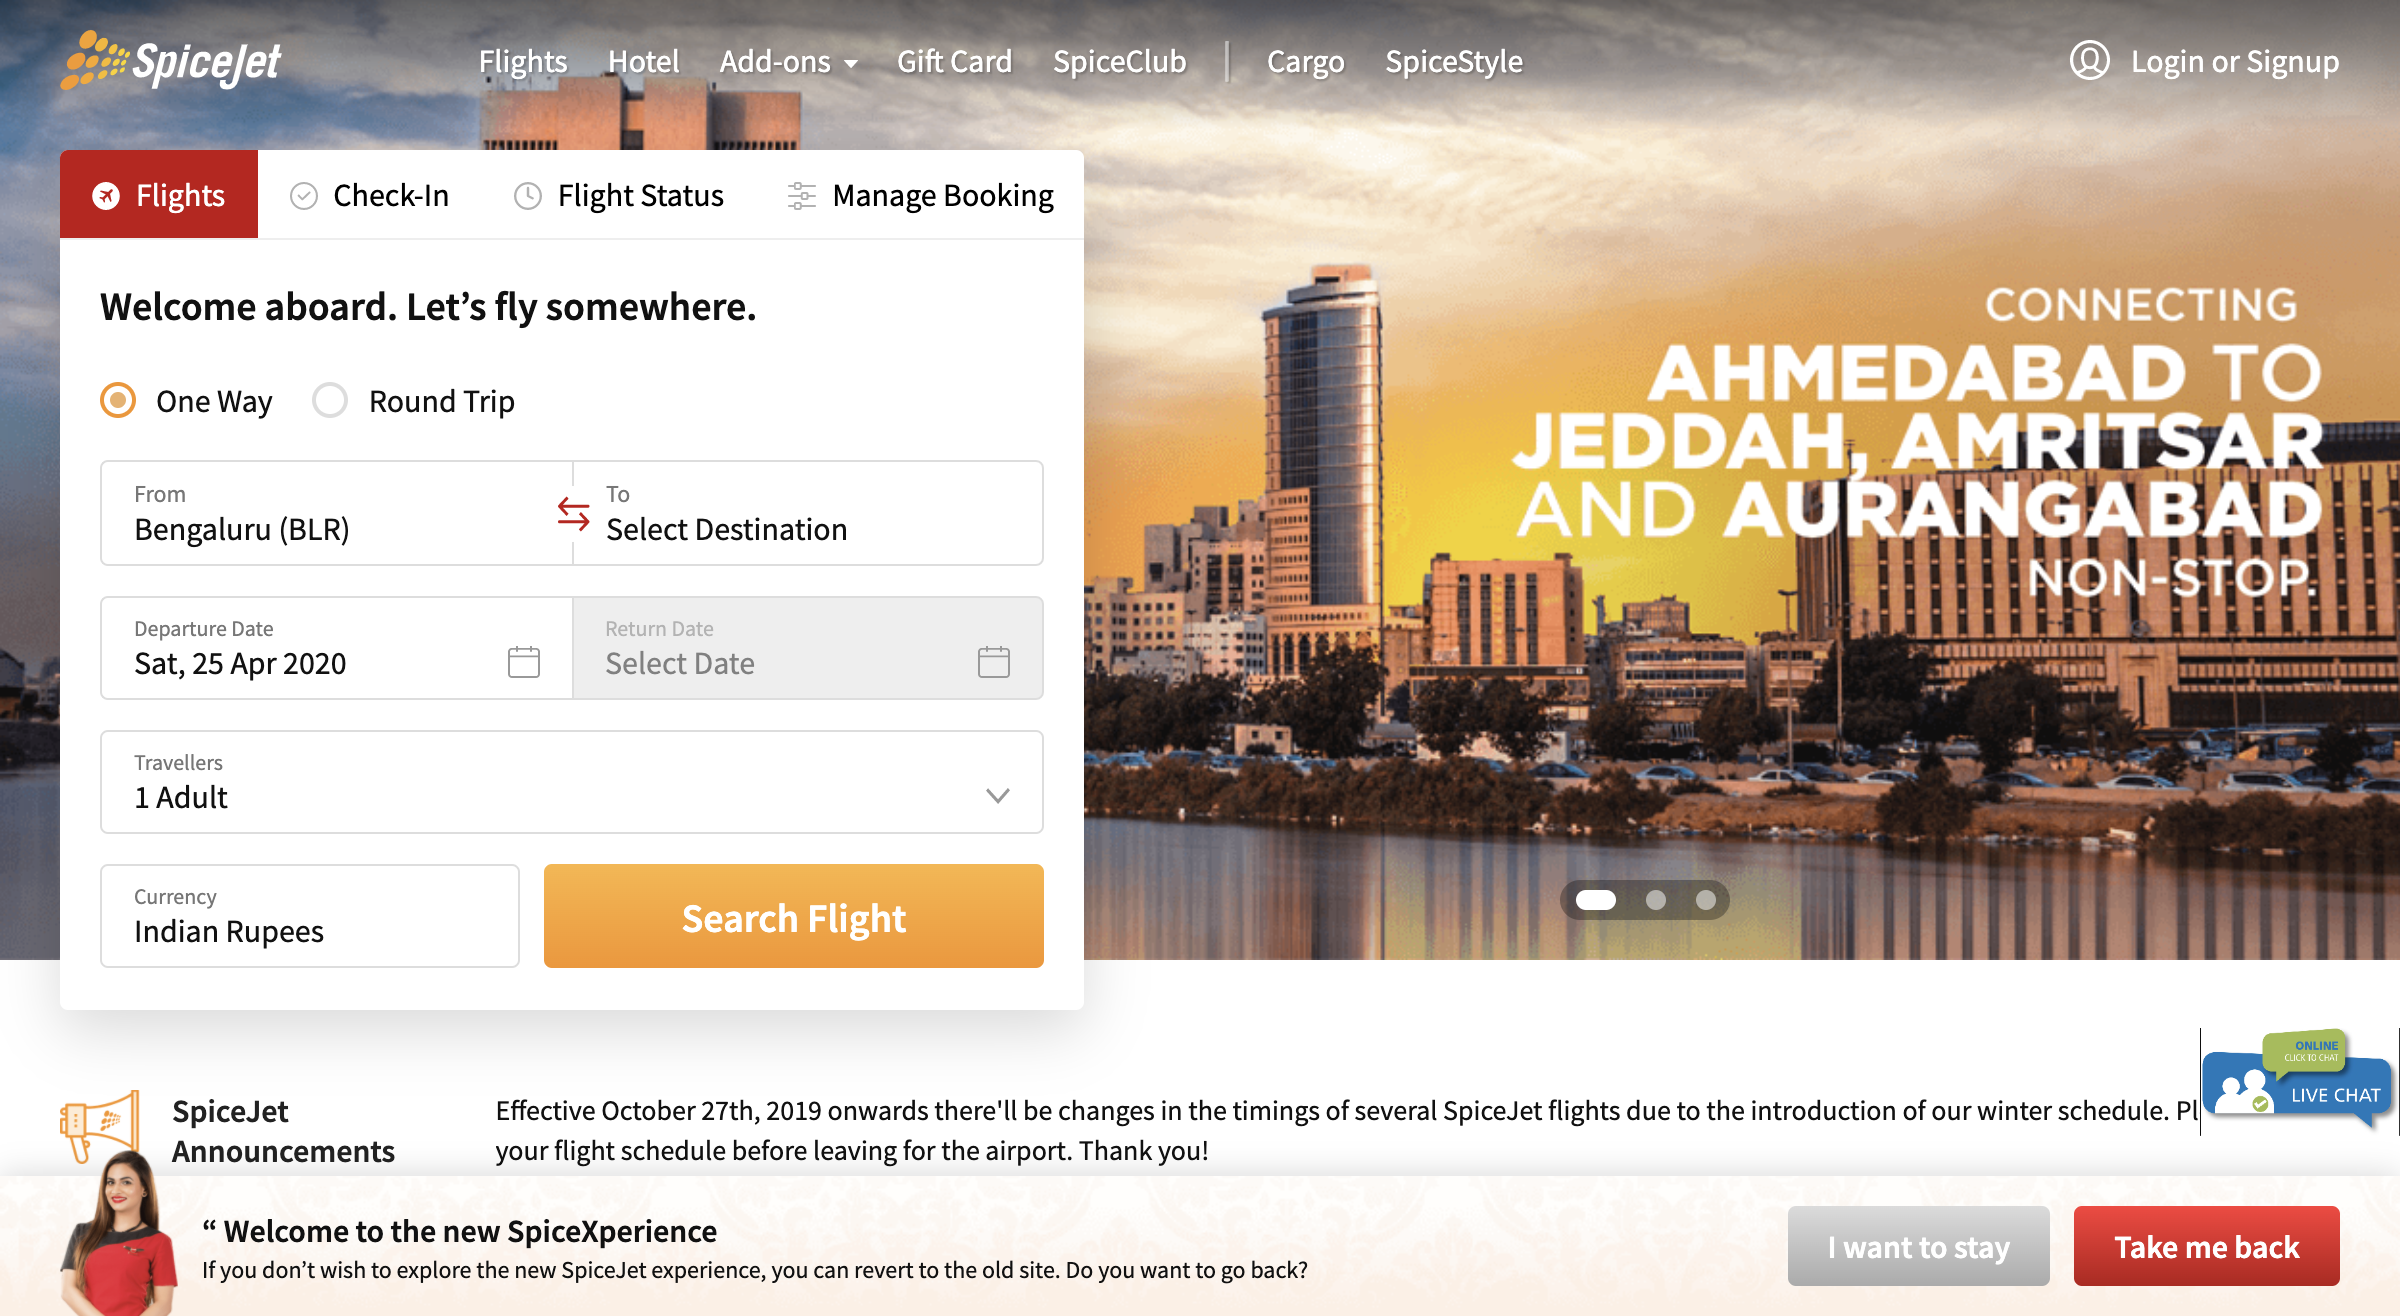 SpiceJet
Flights Hotel Add-ons Gift Card SpiceClub Cargo SpiceStyle Login or Signup
Flights Check-In Flight Status Manage Booking
Welcome aboard. Let’s fly somewhere.
One Way Round Trip
From
Bengaluru (BLR)
To
Select Destination
Departure Date
Sat, 25 Apr 2020
Return Date
Select Date
Travellers
1 Adult
Currency
Indian Rupees
Search Flight
CONNECTING
AHMEDABAD TO
JEDDAH, AMRITSAR
AND AURANGABAD
NON-STOP.
ONLINE
CLICK TO CHAT
LIVE CHAT
SpiceJet
Announcements
Effective October 27th, 2019 onwards there'll be changes in the timings of several SpiceJet flights due to the introduction of our winter schedule. Pl
your flight schedule before leaving for the airport. Thank you!
“ Welcome to the new SpiceXperience
If you don’t wish to explore the new SpiceJet experience, you can revert to the old site. Do you want to go back?
I want to stay
Take me back